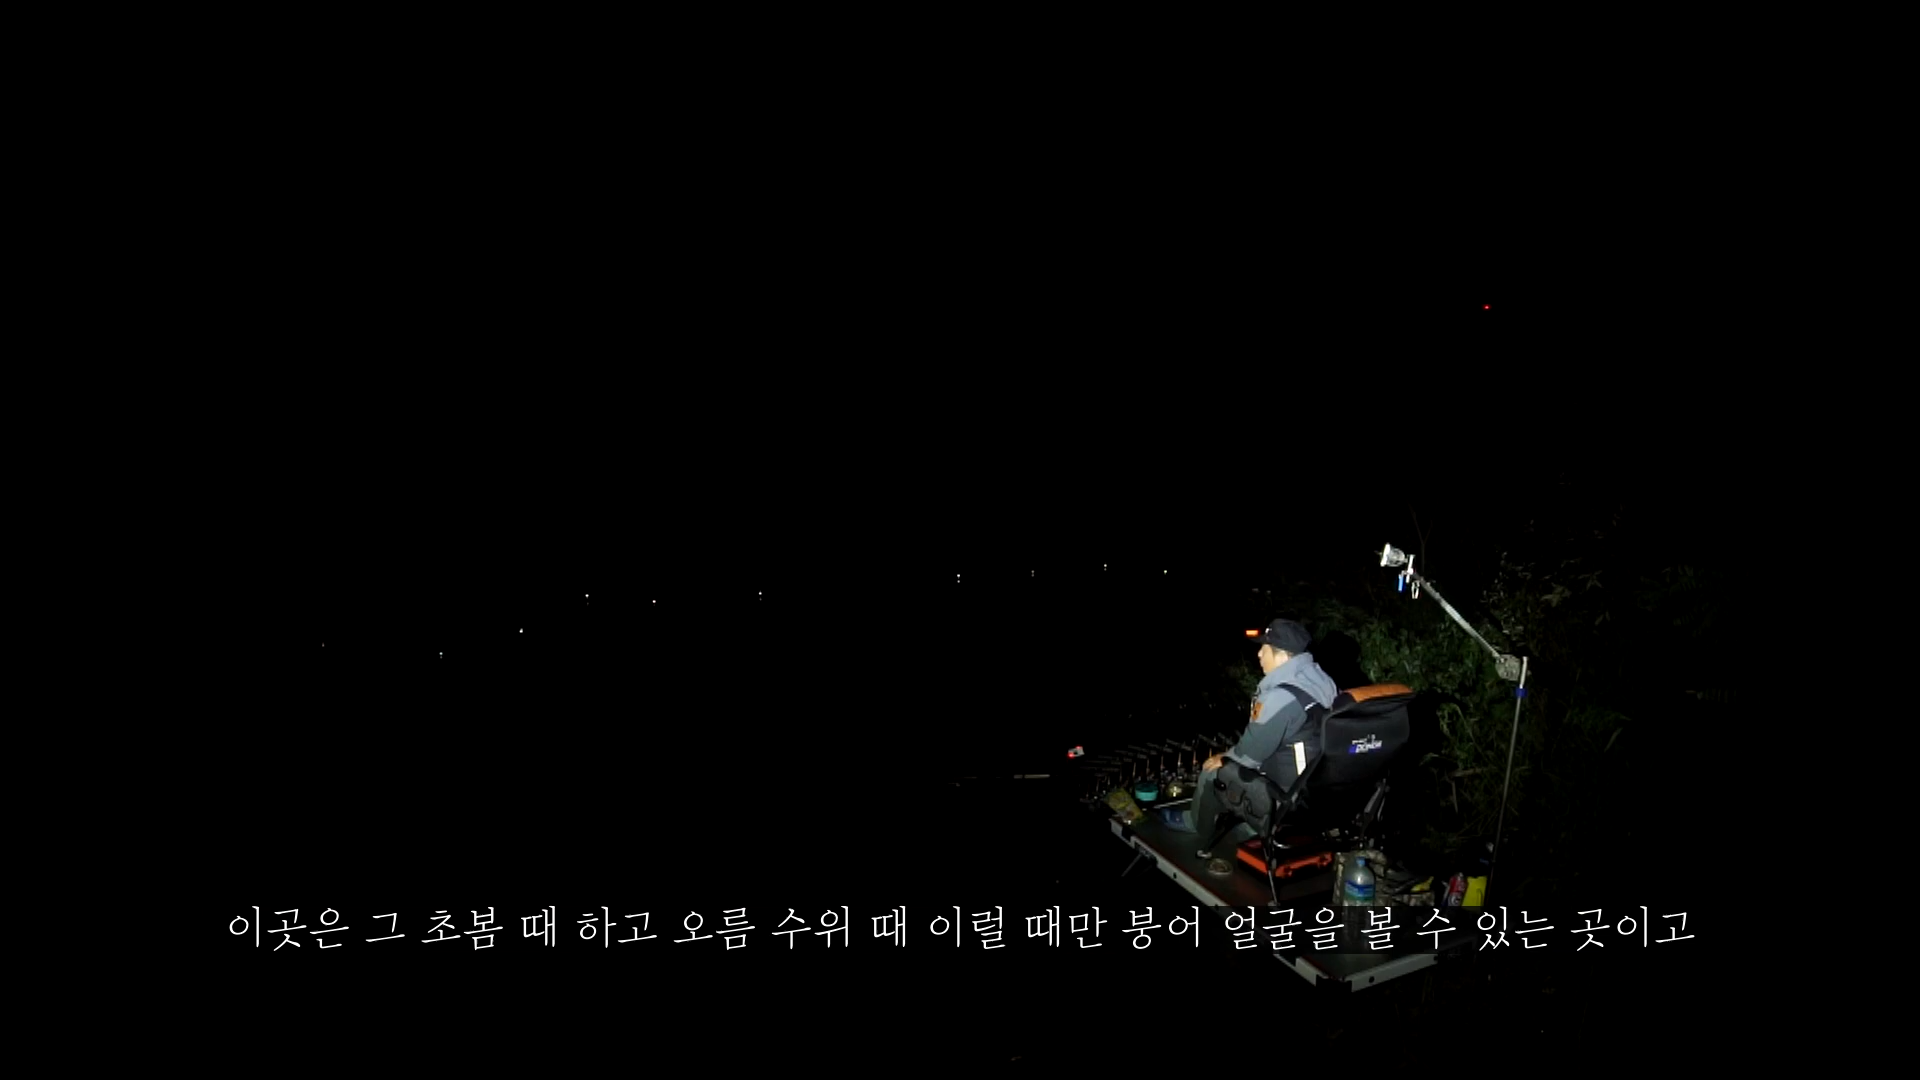 이곳은 그 초봄 때 하고 오름 수위 때 이럴 때만 붕어 얼굴을 볼 수 있는 곳이고